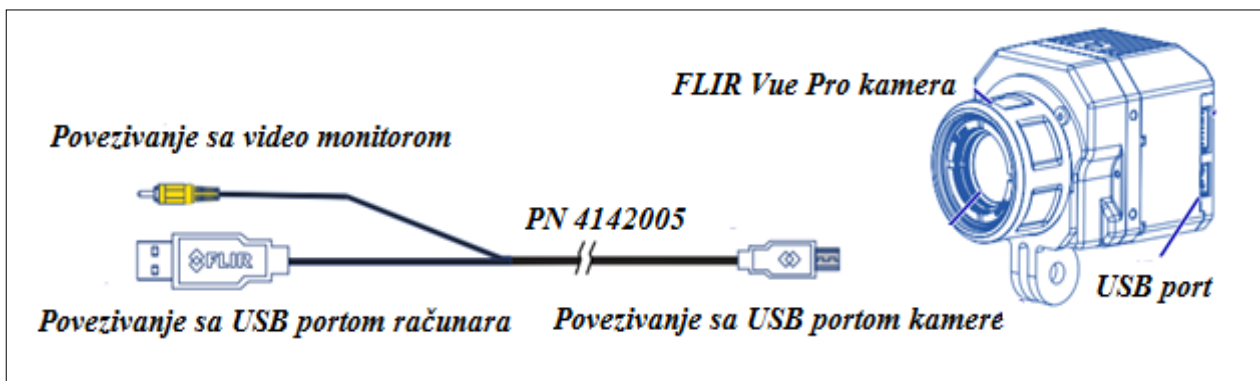 FLIR Vue Pro kamera
Povezivanje sa video monitorom
PN 4142005
FLIR
USB port
Povezivanje sa USB portom računara
Povezivanje sa USB portom kamere